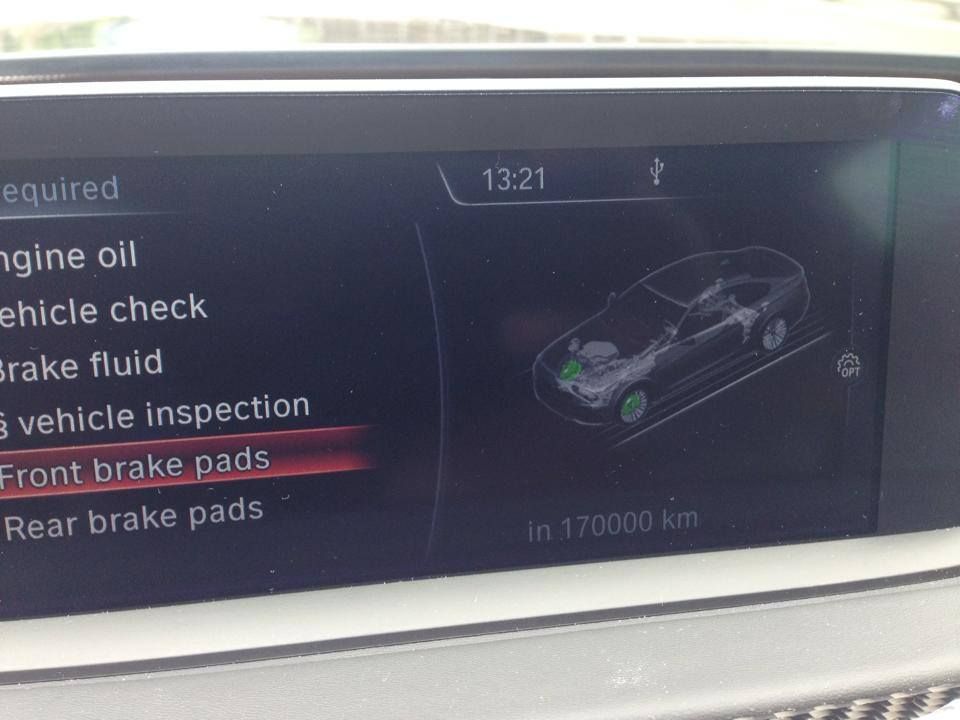 equired
13:21
ngine oil
ehicle check
Brake fluid
§ vehicle inspection
OPT
Front brake pads
Rear brake pads
in 170000 km